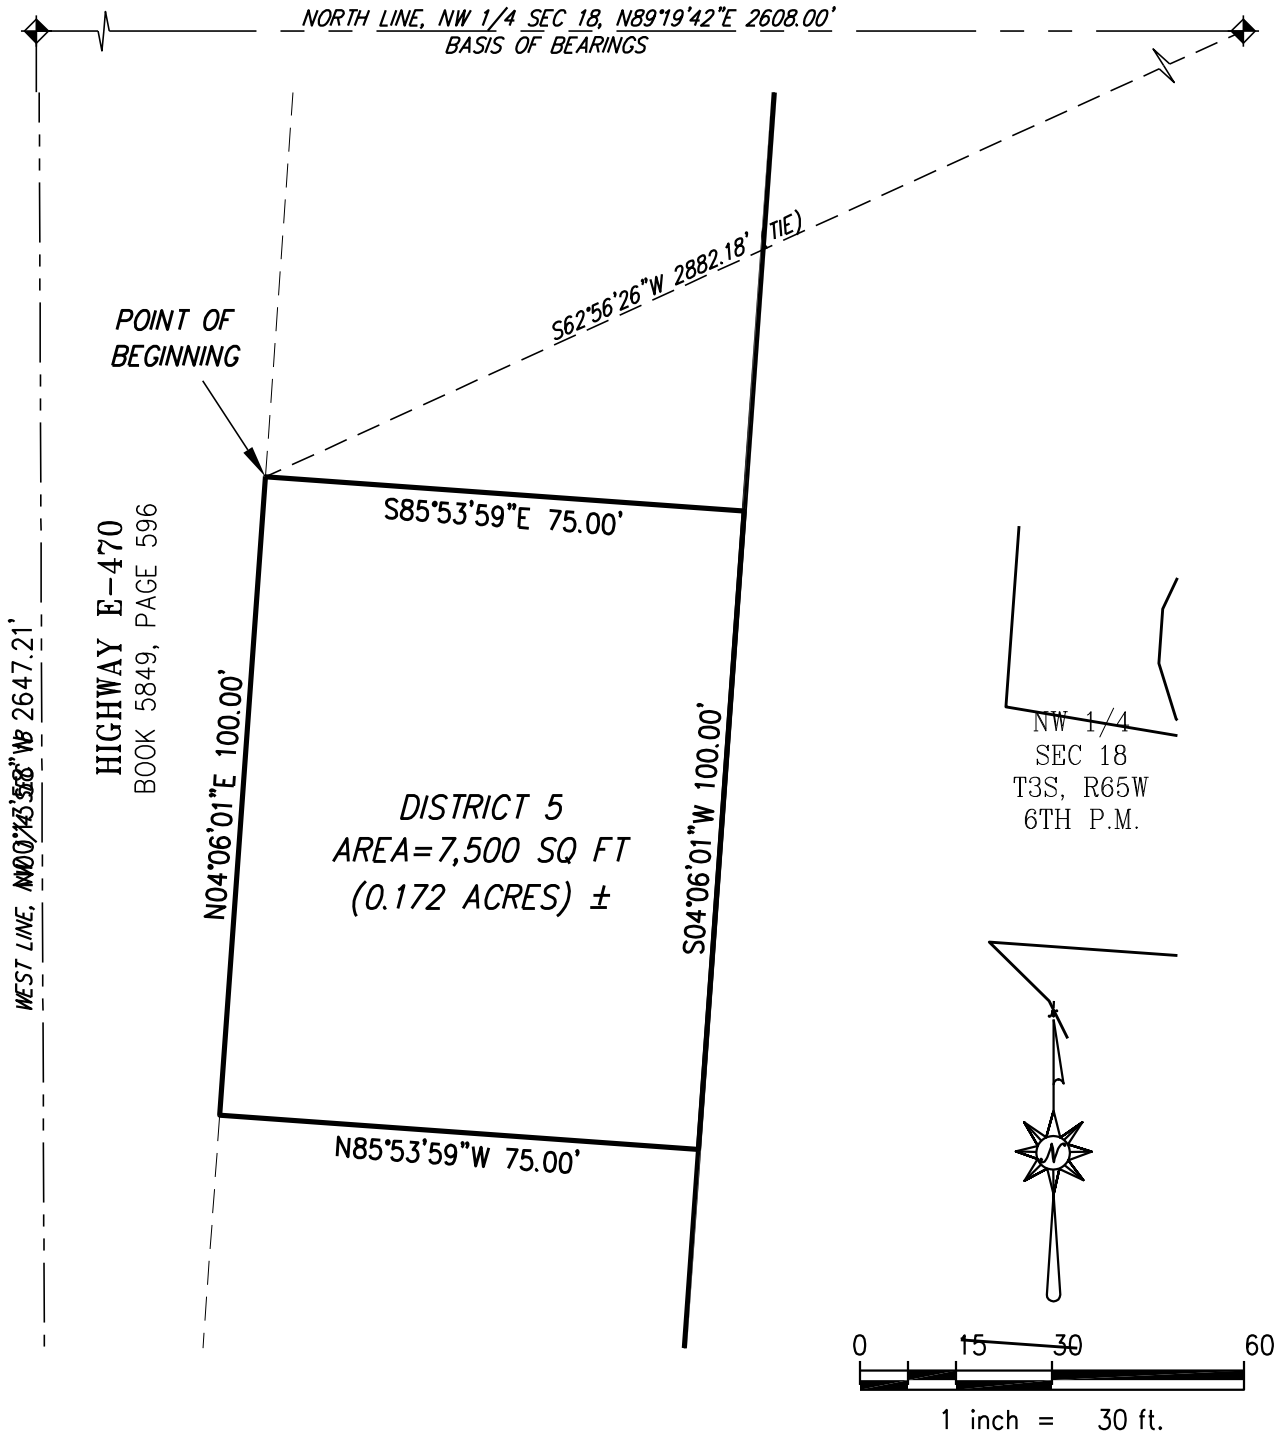 NORTH LINE, NW 1/4 SEC 18, N89°19'42"E 2608.00'
BASIS OF BEARINGS
S62°56'26"W 2882.18' (TIE)
POINT OF
BEGINNING
S85°53'59"E 75.00'
HIGHWAY E-470
BOOK 5849, PAGE 596
WEST LINE,
2647.21'
N04°06'01"E 100.00'
S04°06'01"W 100.00'
DISTRICT 5
AREA=7,500 SQ FT
(0.172 ACRES) ±
N85°53'59"W 75.00'
NW 1/4
SEC 18
T3S, R65W
6TH P.M.
N
0 15 30 60
1 inch = 30 ft.